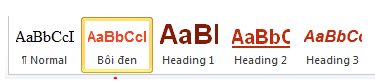 AaBbCcI AaBbCcI AaBl AaBbC AaBbCc
¶ Normal Bôi đen Heading 1 Heading 2 Heading 3